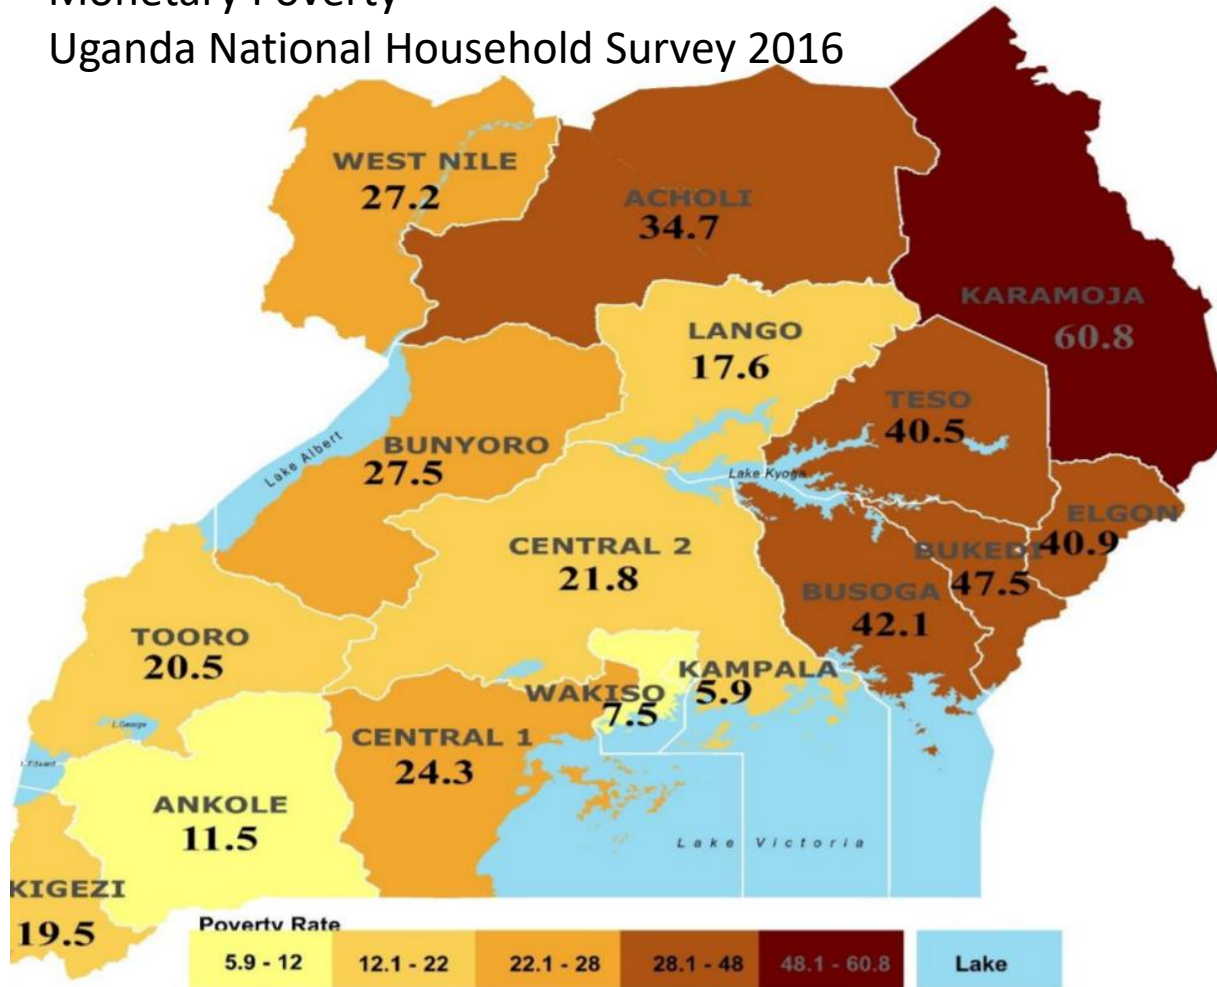 Monetary Poverty
Uganda National Household Survey 2016
WEST NILE
27.2
ACHOLI
34.7
KARAMOJA
60.8
LANGO
17.6
TESO
40.5
Lake Albert
BUNYORO
27.5
Lake Kyoga
ELGON
40.9
BUKEDI
47.5
CENTRAL 2
21.8
BUSOGA
42.1
TOORO
20.5
KAMPALA
5.9
WAKISO
7.5
L.George
CENTRAL 1
24.3
L.Edward
ANKOLE
11.5
Lake Victoria
KIGEZI
19.5
Poverty Rate
5.9 - 12
12.1 - 22
22.1 - 28
28.1 - 48
48.1 - 60.8
Lake